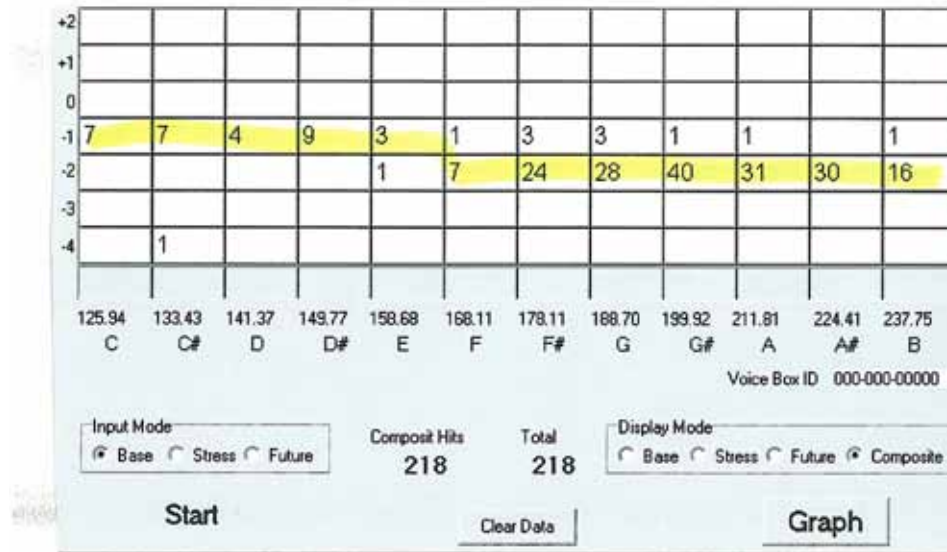 +2
+1
0
-1 7 7 4 9 3 1 3 3 1 1 1
-2 1 7 24 28 40 31 30 16
-3
-4 1
125.94 133.43 141.37 149.77 158.68 168.11 178.11 188.70 199.92 211.81 224.41 237.75
C C# D D# E F F# G G# A A# B
Voice Box ID 000-000-00000
Input Mode Composit Hits Total Display Mode
Base Stress Future 218 218 Base Stress Future Composite
Start Clear Data Graph